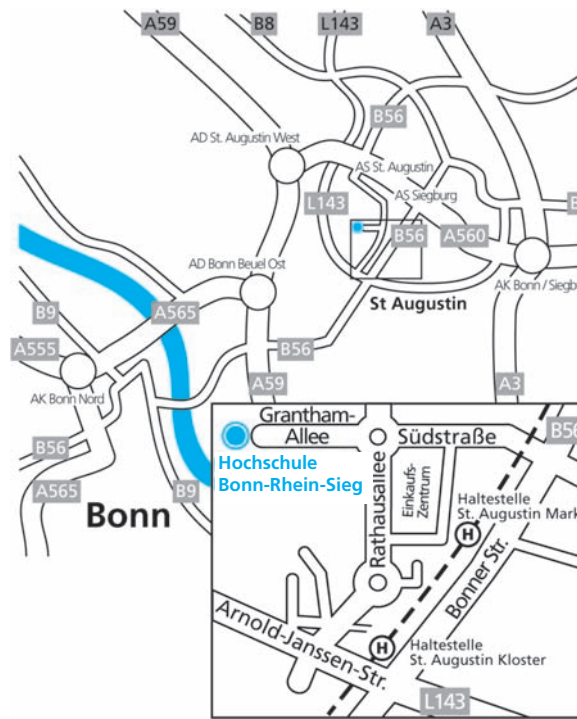 A59
B8
L143
A3
B56
AD St. Augustin West
AS St. Augustin
AS Siegburg
L143
B56
A560
AD Bonn Beuel Ost
AK Bonn / Siegb
St Augustin
B9
A565
A555
B56
AK Bonn Nord
A59
A3
B56
A565
B9
Bonn
Grantham-
Allee
Südstraße
B56
Hochschule
Bonn-Rhein-Sieg
Rathausallee
Einkaufs-
Zentrum
H
Haltestelle
St. Augustin Mark
Bonner Str.
Arnold-Janssen-Str.
H
Haltestelle
St. Augustin Kloster
L143